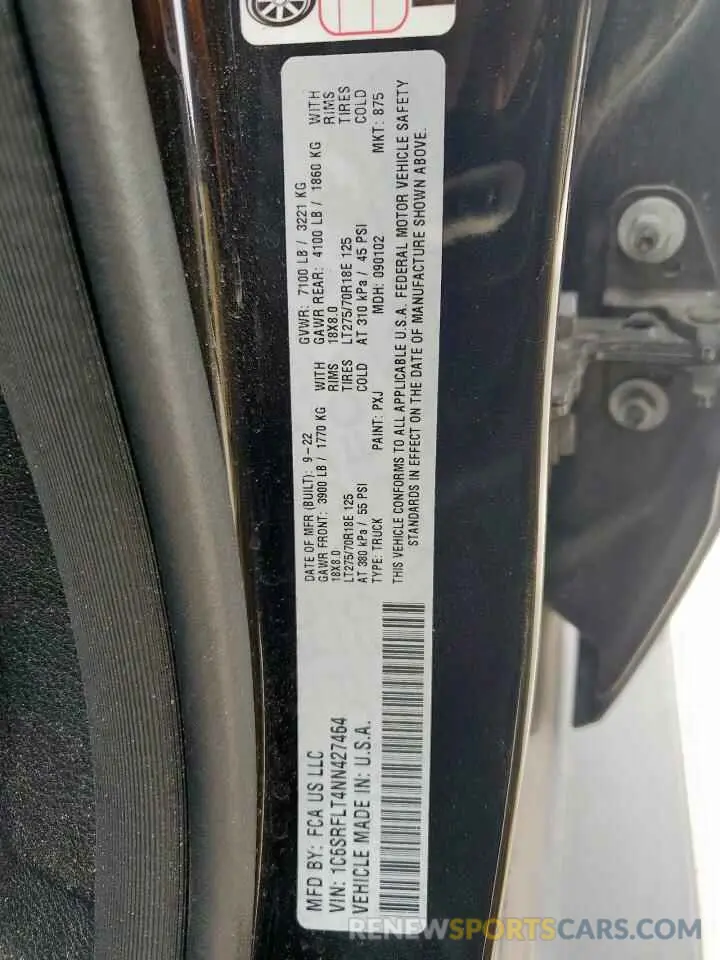 MFD BY: FCA US LLC
VIN: 1C6SRFLT4NN427464
VEHICLE MADE IN: U.S.A.
DATE OF MFR (BUILT): 9-22 GVWR: 7100 LB / 3221 KG
GAWR FRONT: 3900 LB / 1770 KG WITH GAWR REAR: 4100 LB / 1860 KG WITH
18X8.0 RIMS 18X8.0 RIMS
LT275/70R18E 125 TIRES LT275/70R18E 125 TIRES
AT 380 kPa / 55 PSI COLD AT 310 kPa / 45 PSI COLD
TYPE: TRUCK PAINT: PXJ MDH: 090102 MKT: 875
THIS VEHICLE CONFORMS TO ALL APPLICABLE U.S.A. FEDERAL MOTOR VEHICLE SAFETY
STANDARDS IN EFFECT ON THE DATE OF MANUFACTURE SHOWN ABOVE.
RENEWSPORTSCARS.COM